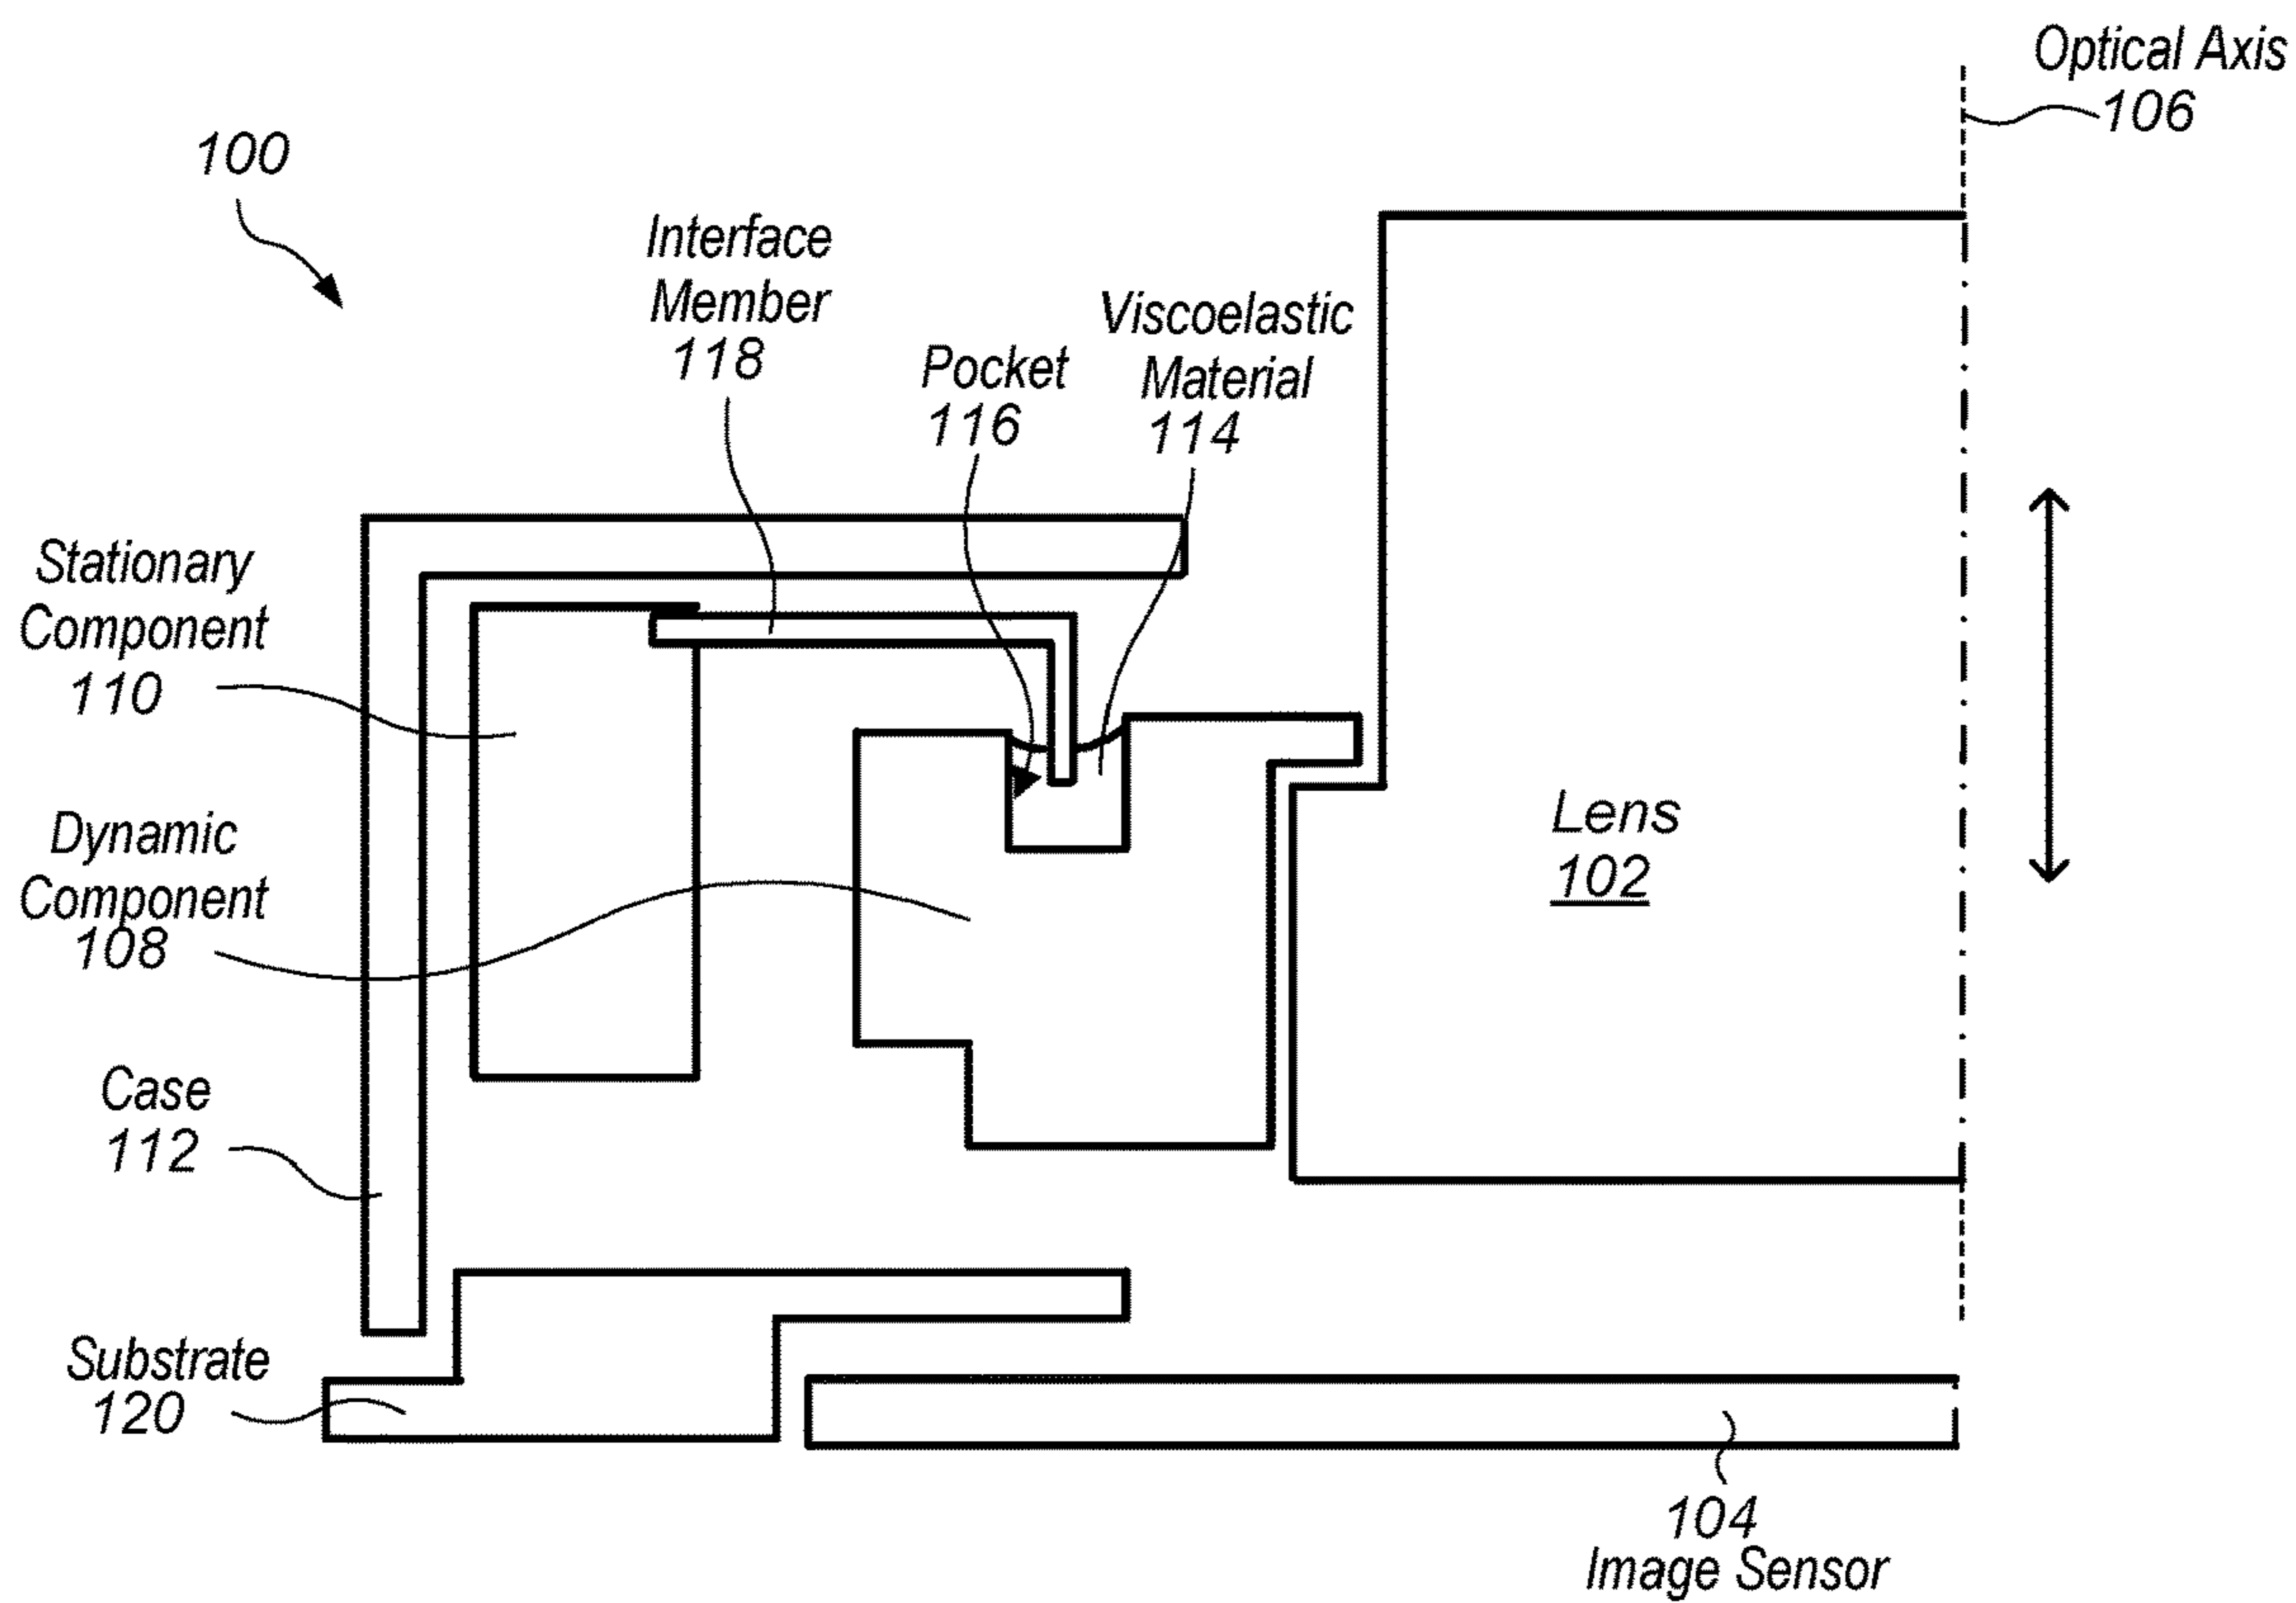 Optical Axis
106
100
Interface
Member
118
Viscoelastic
Material
114
Pocket
116
Stationary
Component
110
Dynamic
Component
108
Lens
102
Case
112
Substrate
120
104
Image Sensor